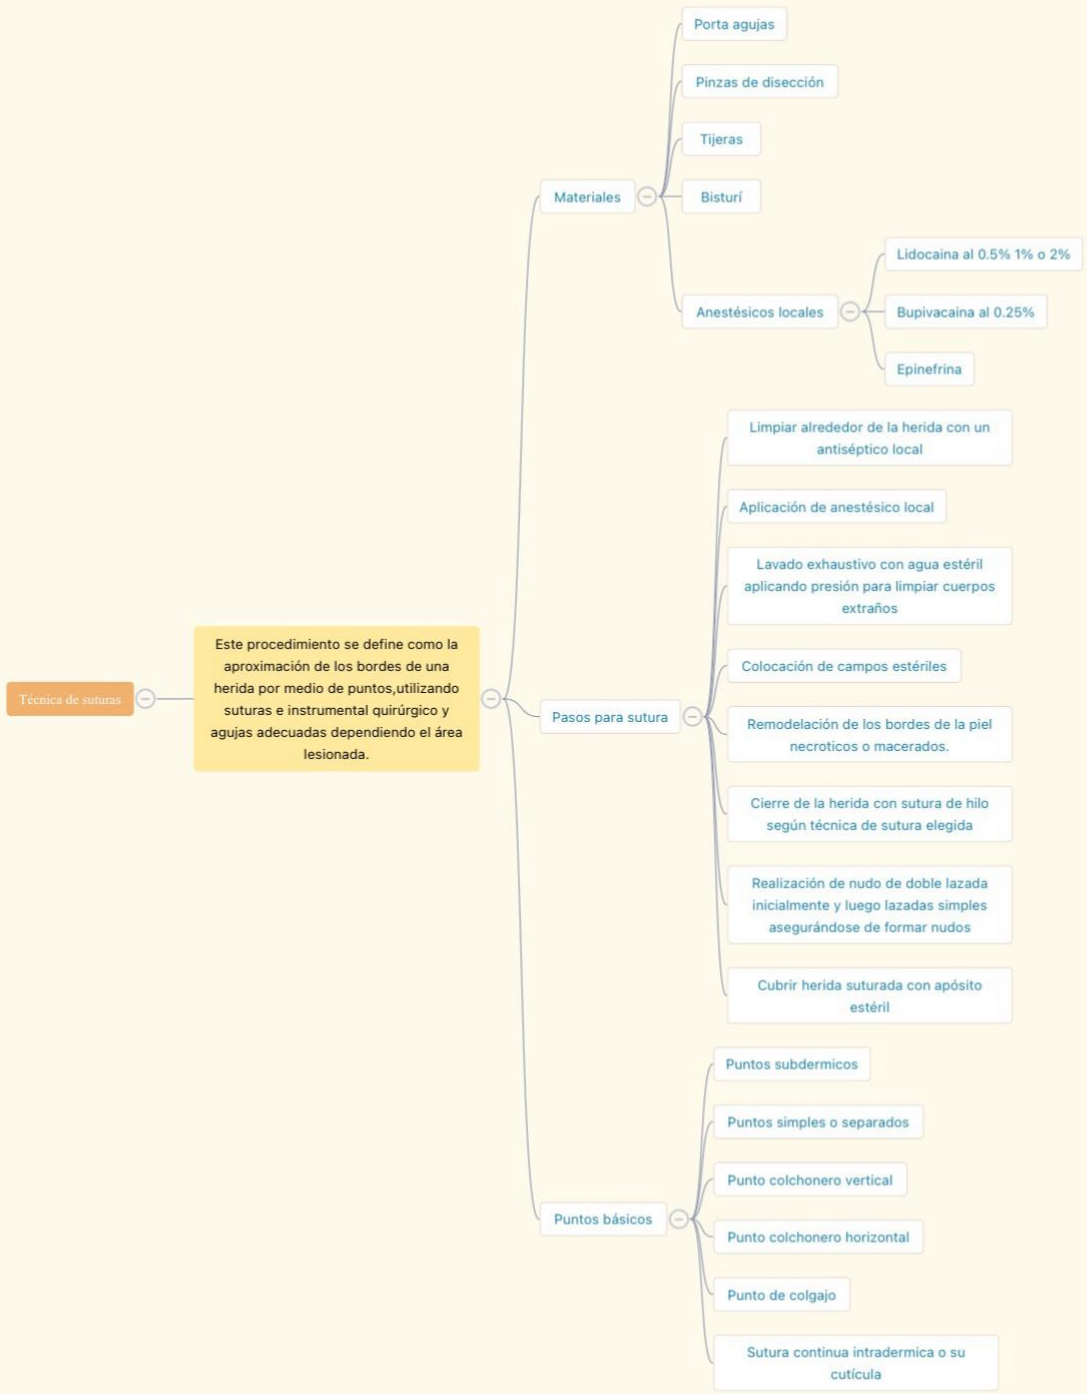 Técnica de suturas
Este procedimiento se define como la
aproximación de los bordes de una
herida por medio de puntos,utilizando
suturas e instrumental quirúrgico y
agujas adecuadas dependiendo el área
lesionada.
Materiales
Porta agujas
Pinzas de disección
Tijeras
Bisturí
Anestésicos locales
Lidocaina al 0.5% 1% o 2%
Bupivacaina al 0.25%
Epinefrina
Pasos para sutura
Limpiar alrededor de la herida con un
antiséptico local
Aplicación de anestésico local
Lavado exhaustivo con agua estéril
aplicando presión para limpiar cuerpos
extraños
Colocación de campos estériles
Remodelación de los bordes de la piel
necroticos o macerados.
Cierre de la herida con sutura de hilo
según técnica de sutura elegida
Realización de nudo de doble lazada
inicialmente y luego lazadas simples
asegurándose de formar nudos
Cubrir herida suturada con apósito
estéril
Puntos básicos
Puntos subdermicos
Puntos simples o separados
Punto colchonero vertical
Punto colchonero horizontal
Punto de colgajo
Sutura continua intradermica o su
cutícula